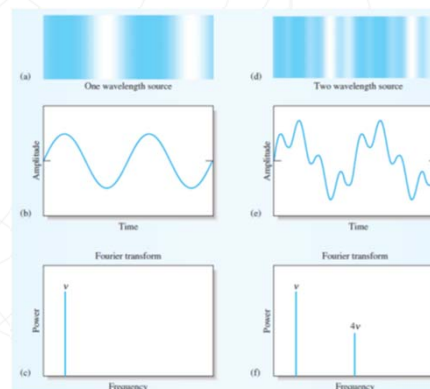 (a)
One wavelength source
Amplitude
(b)
Time
Fourier transform
ν
Power
(c)
Frequency
(d)
Two wavelength source
Amplitude
(e)
Time
Fourier transform
ν
4ν
Power
(f)
Frequency